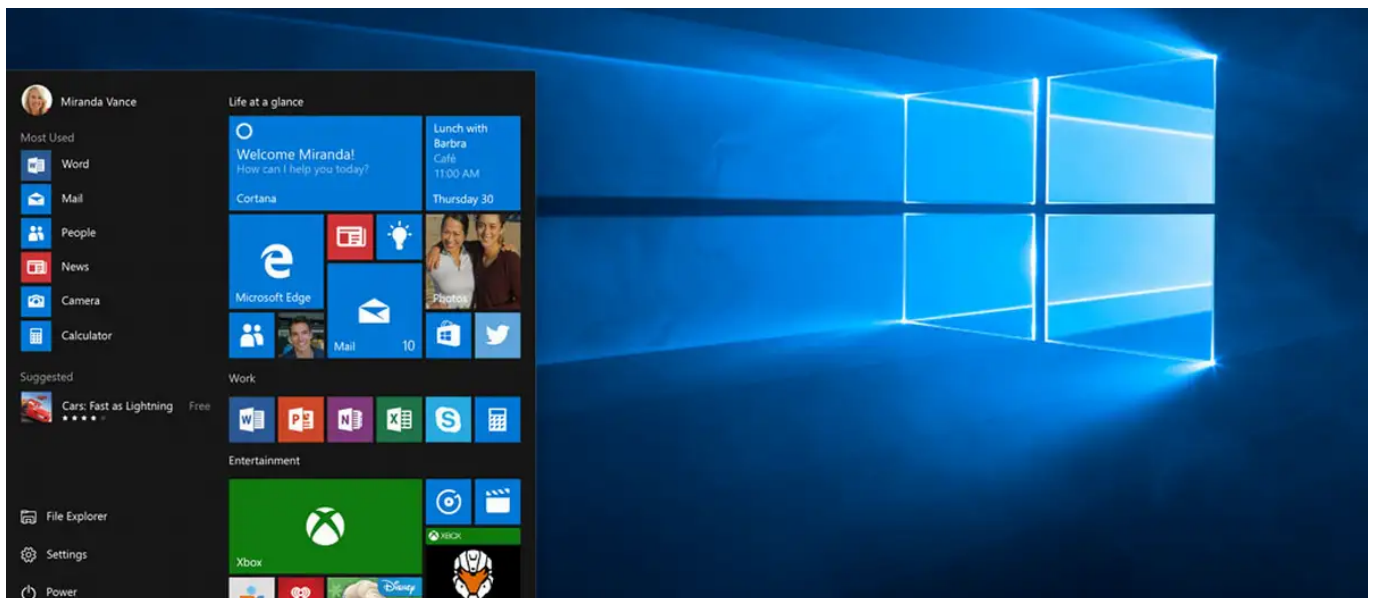 Miranda Vance
Most Used
Word
Mail
People
News
Camera
Calculator
Suggested
Cars: Fast as Lightning Free
File Explorer
Settings
Power
Life at a glance
Welcome Miranda!
How can I help you today?
Cortana
Lunch with
Barbra
Café
11:00 AM
Thursday 30
Microsoft Edge
Mail 10
Photos
Work
Entertainment
Xbox
XBOX
Disney